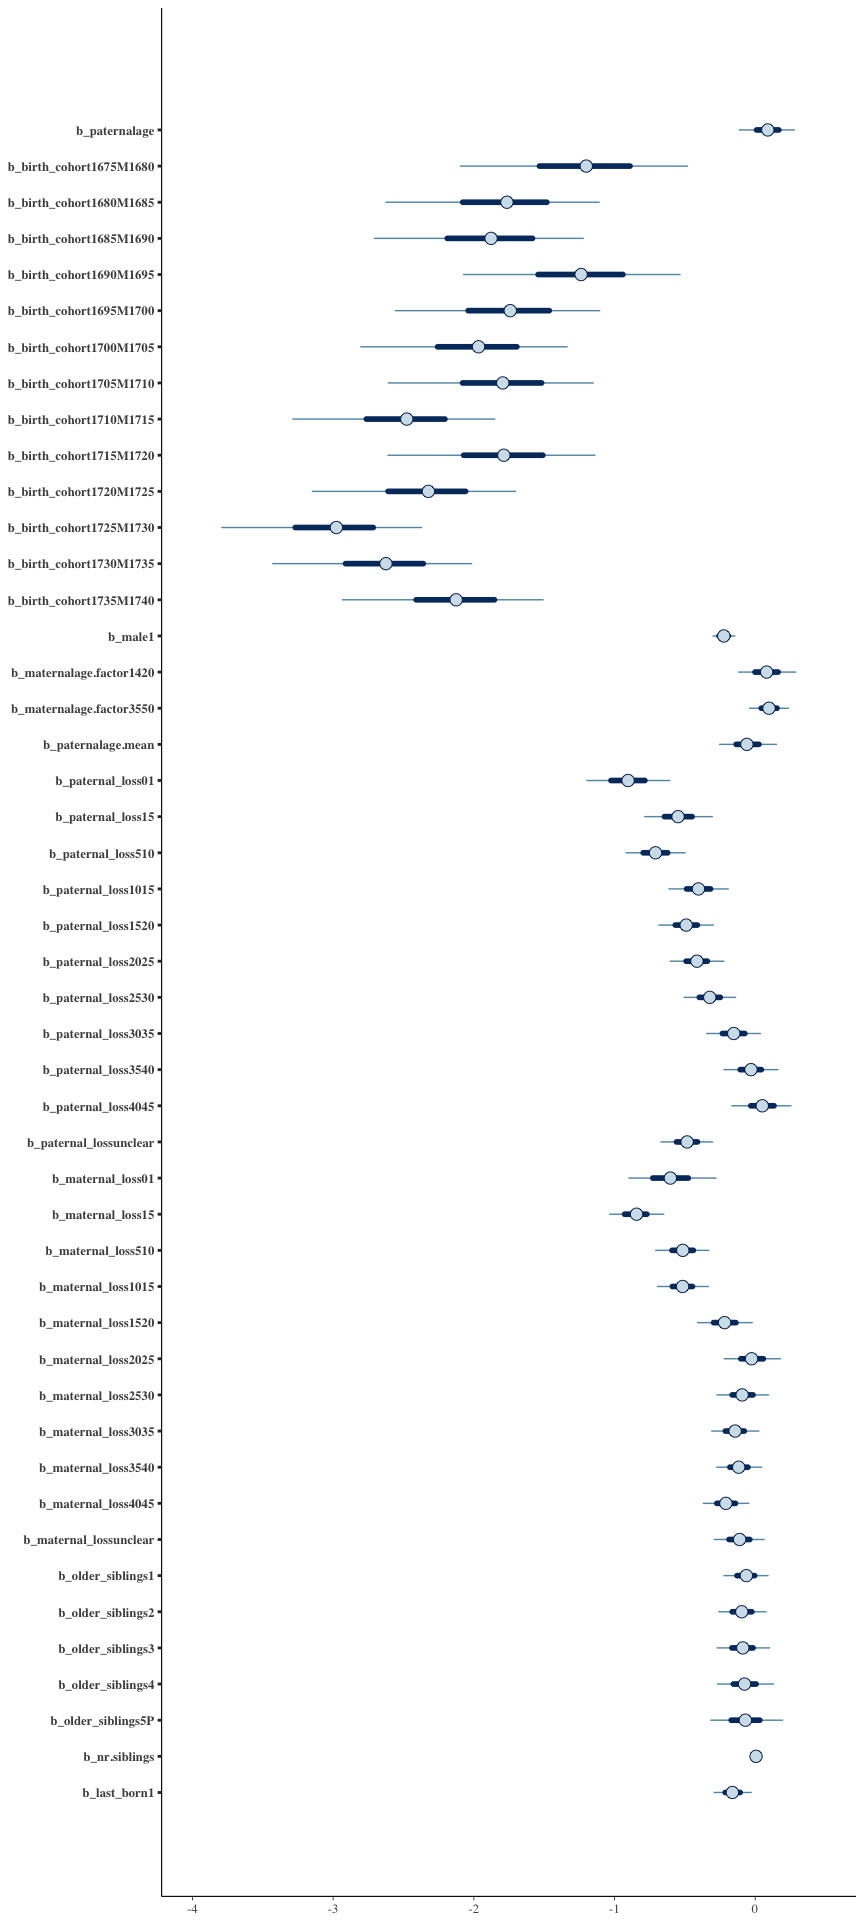 b_paternalage
b_birth_cohort1675M1680
b_birth_cohort1680M1685
b_birth_cohort1685M1690
b_birth_cohort1690M1695
b_birth_cohort1695M1700
b_birth_cohort1700M1705
b_birth_cohort1705M1710
b_birth_cohort1710M1715
b_birth_cohort1715M1720
b_birth_cohort1720M1725
b_birth_cohort1725M1730
b_birth_cohort1730M1735
b_birth_cohort1735M1740
b_male1
b_maternalage.factor1420
b_maternalage.factor3550
b_paternalage.mean
b_paternal_loss01
b_paternal_loss15
b_paternal_loss510
b_paternal_loss1015
b_paternal_loss1520
b_paternal_loss2025
b_paternal_loss2530
b_paternal_loss3035
b_paternal_loss3540
b_paternal_loss4045
b_paternal_lossunclear
b_maternal_loss01
b_maternal_loss15
b_maternal_loss510
b_maternal_loss1015
b_maternal_loss1520
b_maternal_loss2025
b_maternal_loss2530
b_maternal_loss3035
b_maternal_loss3540
b_maternal_loss4045
b_maternal_lossunclear
b_older_siblings1
b_older_siblings2
b_older_siblings3
b_older_siblings4
b_older_siblings5P
b_nr.siblings
b_last_born1
-4 -3 -2 -1 0